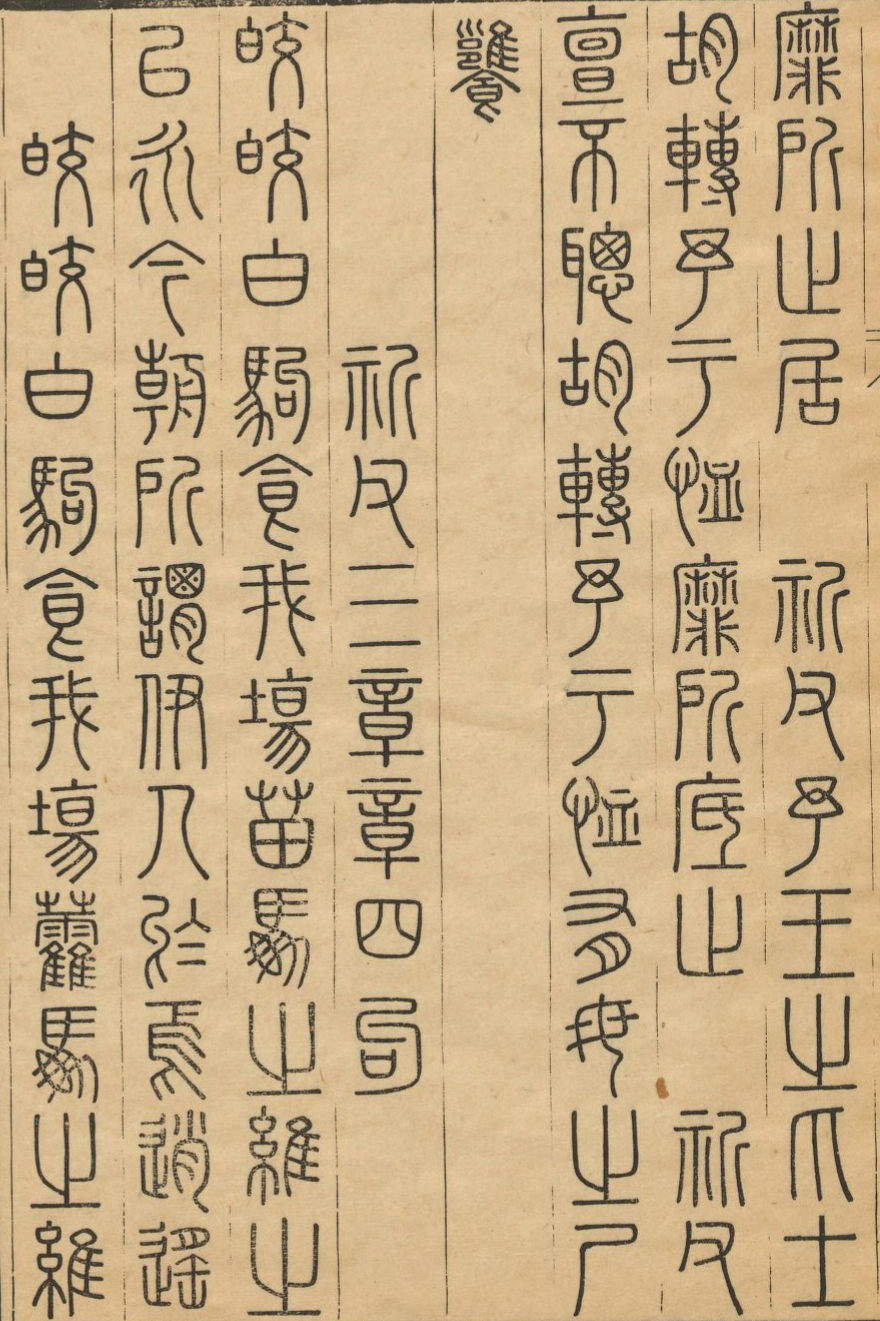 靡所止居　祈父予王之爪士
胡轉予于恤靡所底止　祈父
亶不聰胡轉予于恤有母之尸
饔
祈父三章章四句
皎皎白駒食我場苗縶之維之
以永今朝所謂伊人於焉逍遙
皎皎白駒食我場藿縶之維